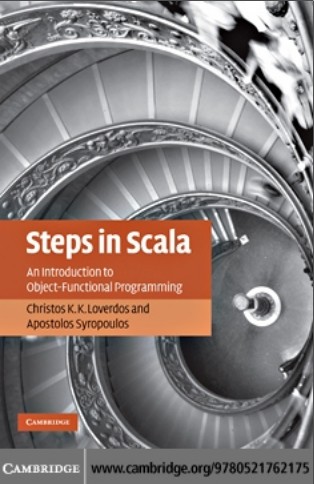 Steps in Scala
An Introduction to
Object-Functional Programming
Christos K. K. Loverdos and
Apostolos Syropoulos
CAMBRIDGE
CAMBRIDGE
www.cambridge.org/9780521762175